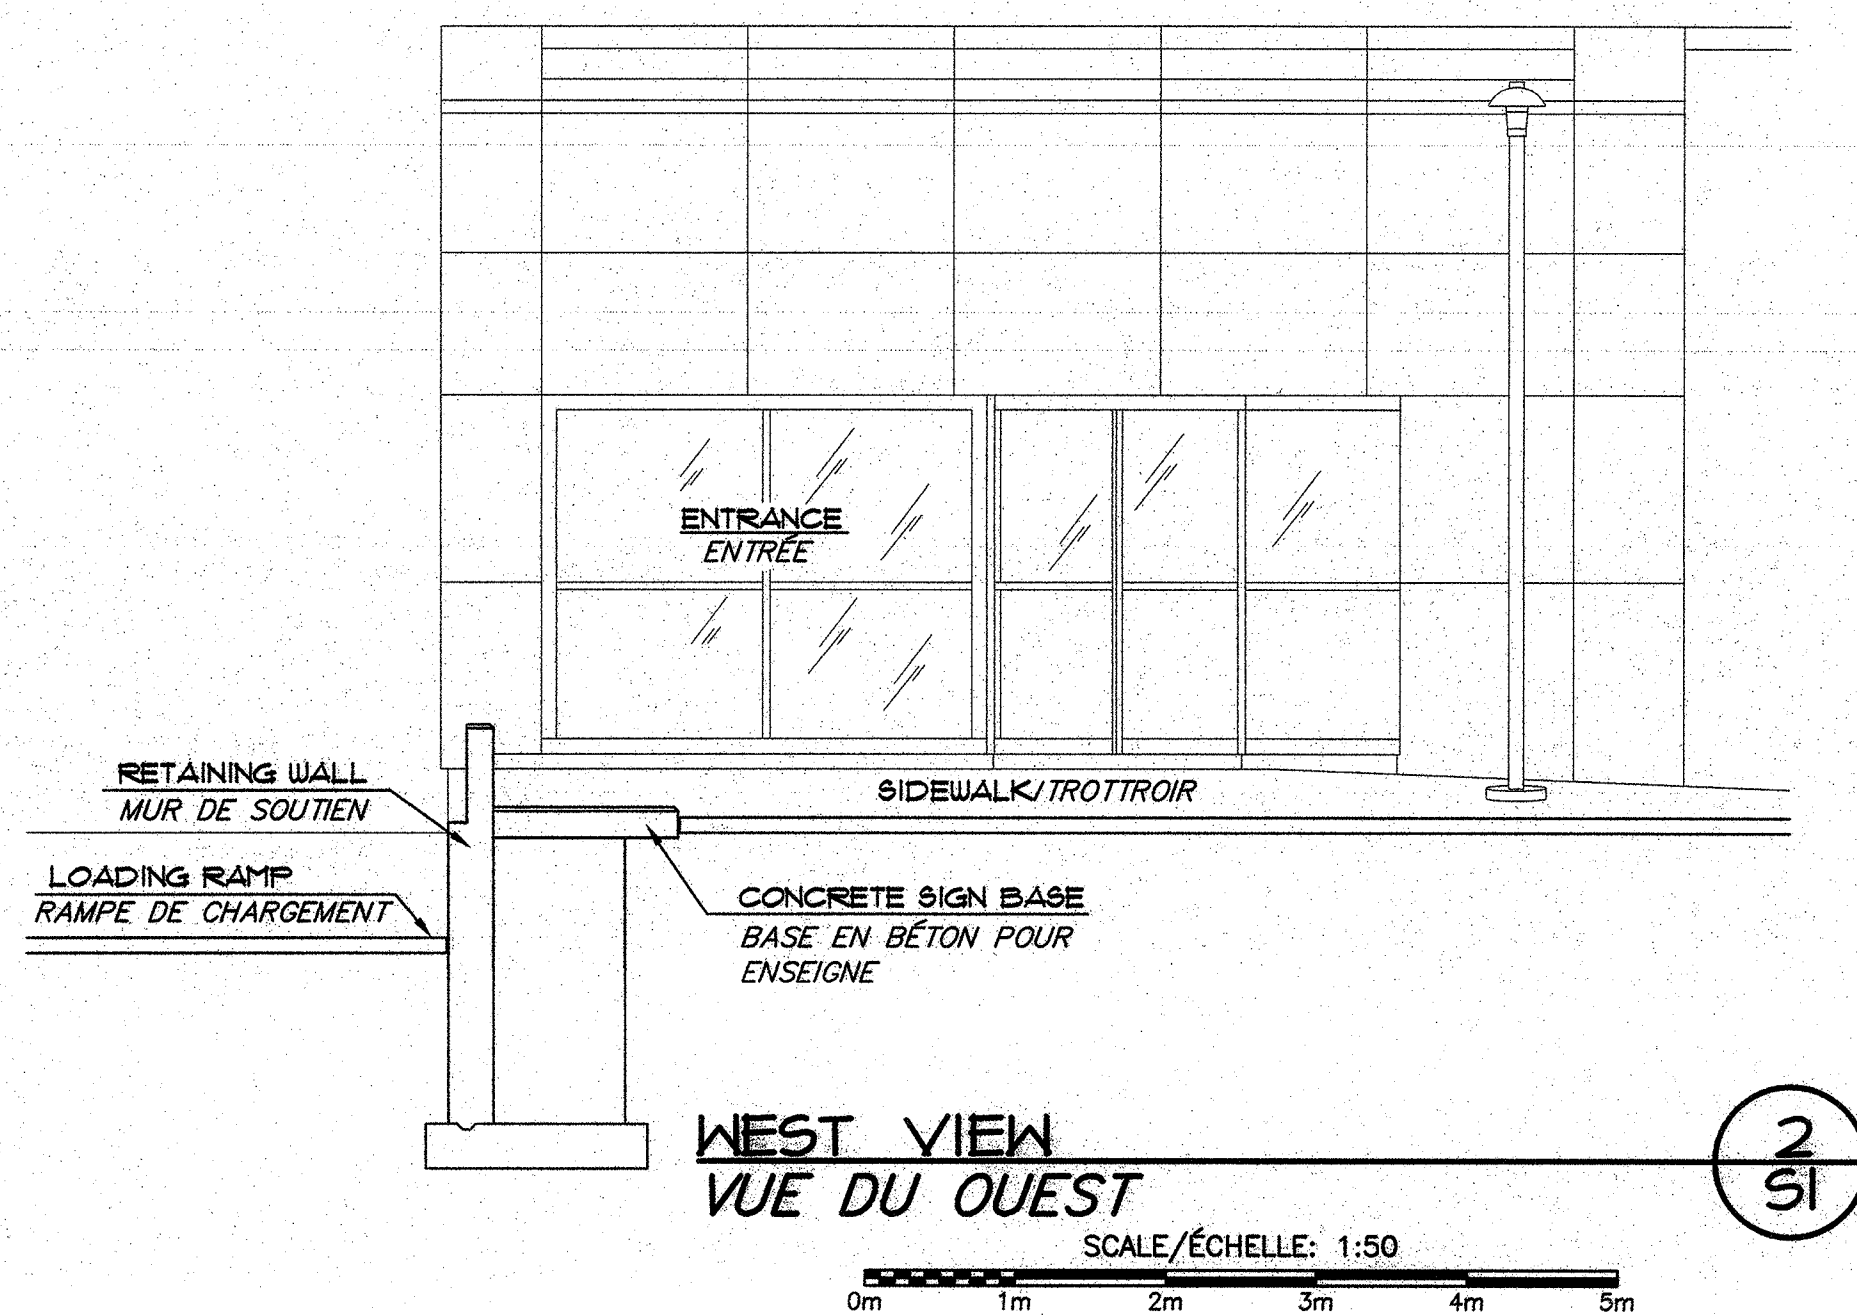 ENTRANCE
ENTRÉE
RETAINING WALL
MUR DE SOUTIEN
SIDEWALK/TROTTROIR
LOADING RAMP
RAMPE DE CHARGEMENT
CONCRETE SIGN BASE
BASE EN BÉTON POUR
ENSEIGNE
WEST VIEW
VUE DU OUEST
2
S1
SCALE/ÉCHELLE: 1:50
0m 1m 2m 3m 4m 5m